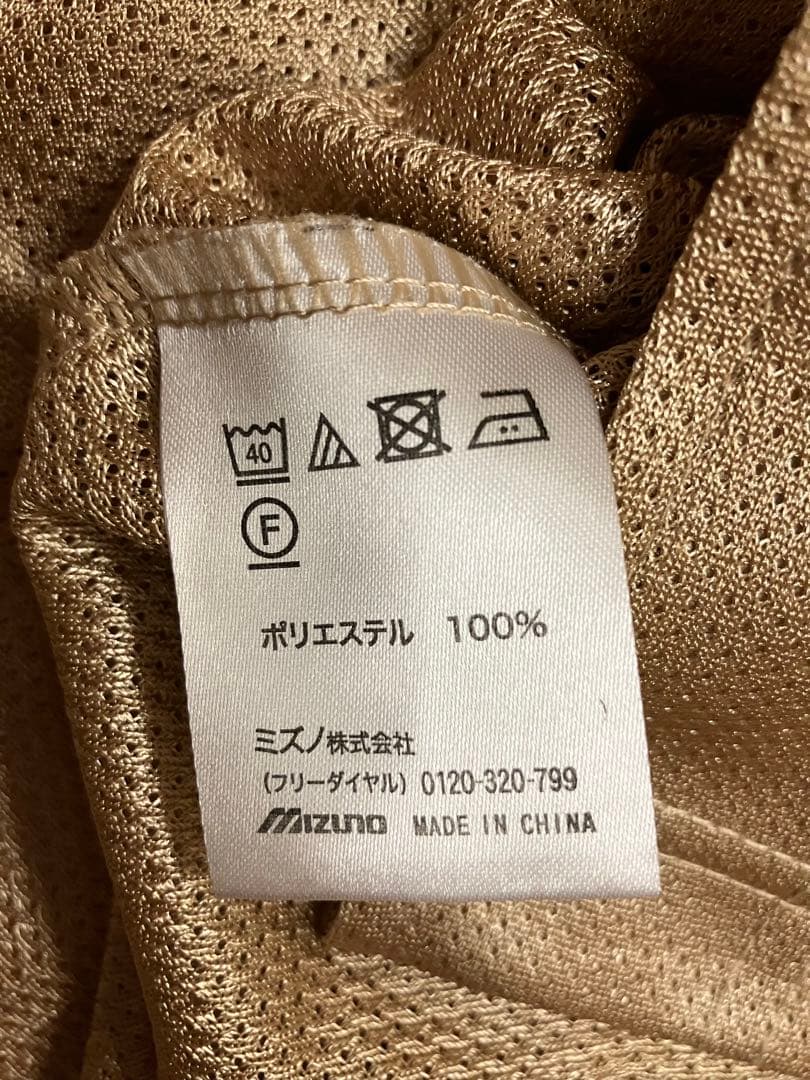 40
F
ポリエステル 100%
ミズノ株式会社
(フリーダイヤル) 0120-320-799
MIZUNO MADE IN CHINA